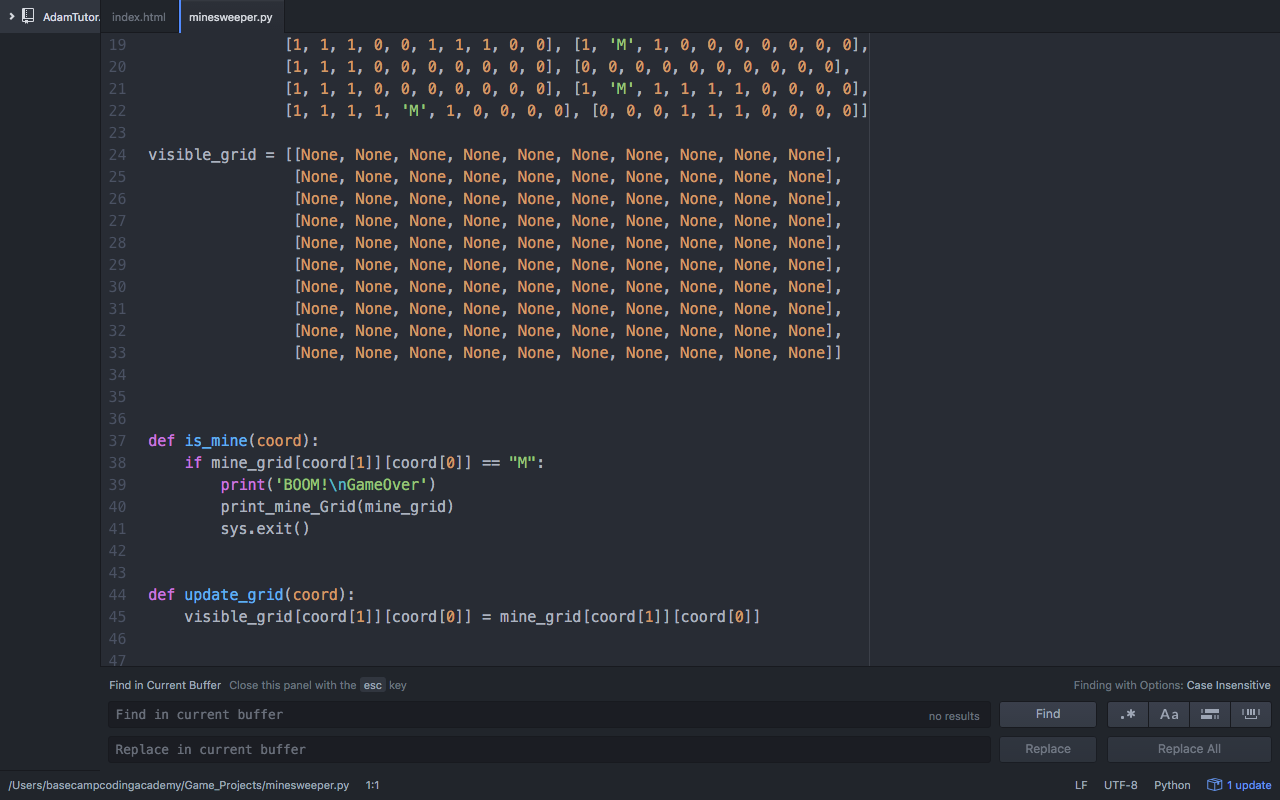 AdamTutor. index.html minesweeper.py
19 [1, 1, 1, 0, 0, 1, 1, 1, 0, 0], [1, 'M', 1, 0, 0, 0, 0, 0, 0, 0],
20 [1, 1, 1, 0, 0, 0, 0, 0, 0, 0], [0, 0, 0, 0, 0, 0, 0, 0, 0, 0],
21 [1, 1, 1, 0, 0, 0, 0, 0, 0, 0], [1, 'M', 1, 1, 1, 1, 0, 0, 0, 0],
22 [1, 1, 1, 1, 'M', 1, 0, 0, 0, 0], [0, 0, 0, 1, 1, 1, 0, 0, 0, 0]]
23
24 visible_grid = [[None, None, None, None, None, None, None, None, None, None],
25 [None, None, None, None, None, None, None, None, None, None],
26 [None, None, None, None, None, None, None, None, None, None],
27 [None, None, None, None, None, None, None, None, None, None],
28 [None, None, None, None, None, None, None, None, None, None],
29 [None, None, None, None, None, None, None, None, None, None],
30 [None, None, None, None, None, None, None, None, None, None],
31 [None, None, None, None, None, None, None, None, None, None],
32 [None, None, None, None, None, None, None, None, None, None],
33 [None, None, None, None, None, None, None, None, None, None]]
34
35
36
37 def is_mine(coord):
38 if mine_grid[coord[1]][coord[0]] == "M":
39 print('BOOM!\nGameOver')
40 print_mine_Grid(mine_grid)
41 sys.exit()
42
43
44 def update_grid(coord):
45 visible_grid[coord[1]][coord[0]] = mine_grid[coord[1]][coord[0]]
46
47
Find in Current Buffer Close this panel with the esc key Finding with Options: Case Insensitive
Find in current buffer no results Find .* Aa
Replace in current buffer Replace Replace All
/Users/basecampcodingacademy/Game_Projects/minesweeper.py 1:1 LF UTF-8 Python 1 update